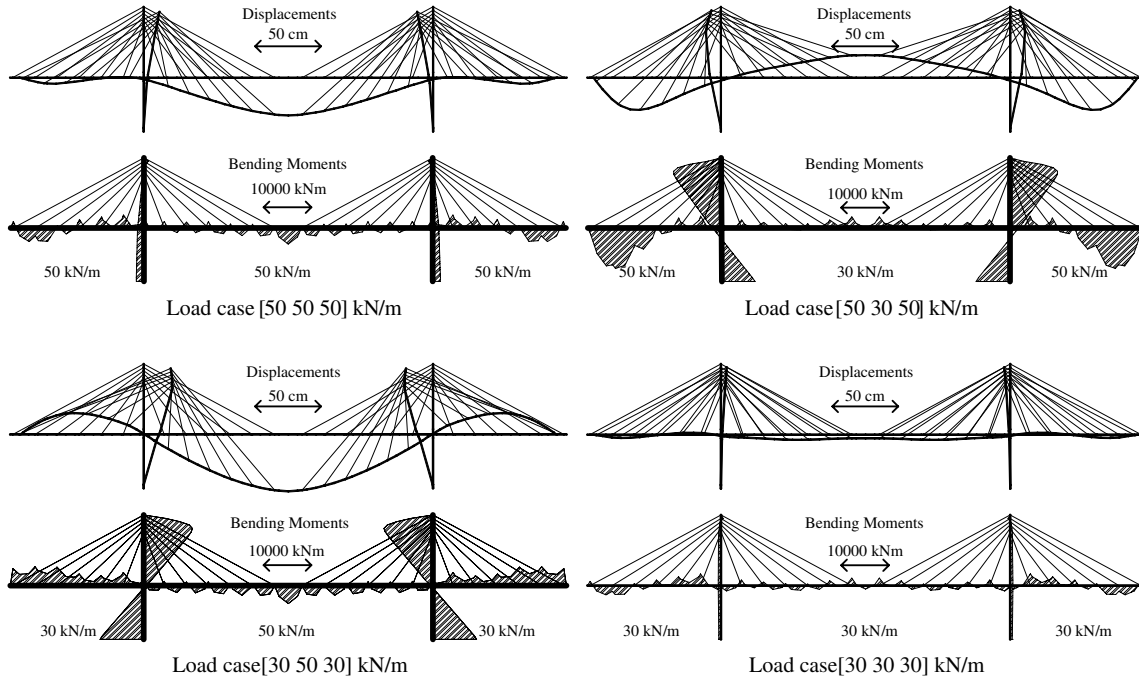 Displacements
50 cm
Bending Moments
10000 kNm
50 kN/m
50 kN/m
50 kN/m
Load case [50 50 50] kN/m
Displacements
50 cm
Bending Moments
10000 kNm
50 kN/m
30 kN/m
50 kN/m
Load case[50 30 50] kN/m
Displacements
50 cm
Bending Moments
10000 kNm
30 kN/m
50 kN/m
30 kN/m
Load case[30 50 30] kN/m
Displacements
50 cm
Bending Moments
10000 kNm
30 kN/m
30 kN/m
30 kN/m
Load case[30 30 30] kN/m